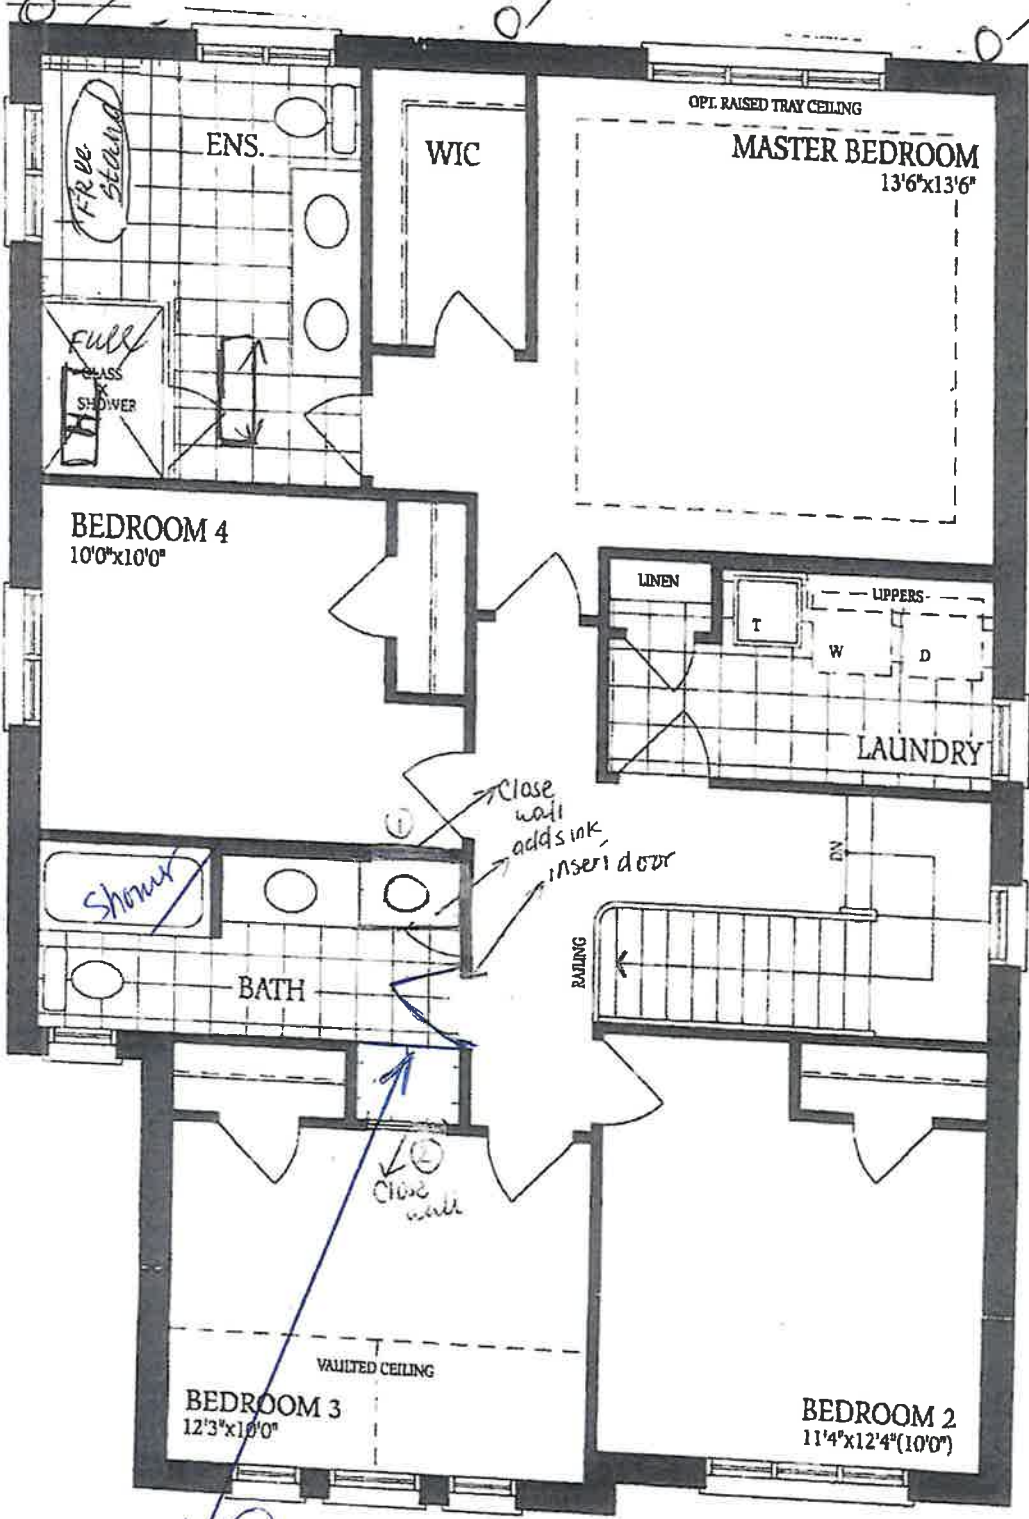 OPT. RAISED TRAY CEILING
MASTER BEDROOM
13'6"x13'6"
ENS.
WIC
FRee
stand
Full
GLASS
SHOWER
BEDROOM 4
10'0"x10'0"
LINEN
UPPERS
T
W
D
LAUNDRY
1
Close
wall
add sink
insert door
DN
Shower
RAILING
BATH
2
Close
wall
VAULTED CEILING
BEDROOM 3
12'3"x10'0"
BEDROOM 2
11'4"x12'4"(10'0")